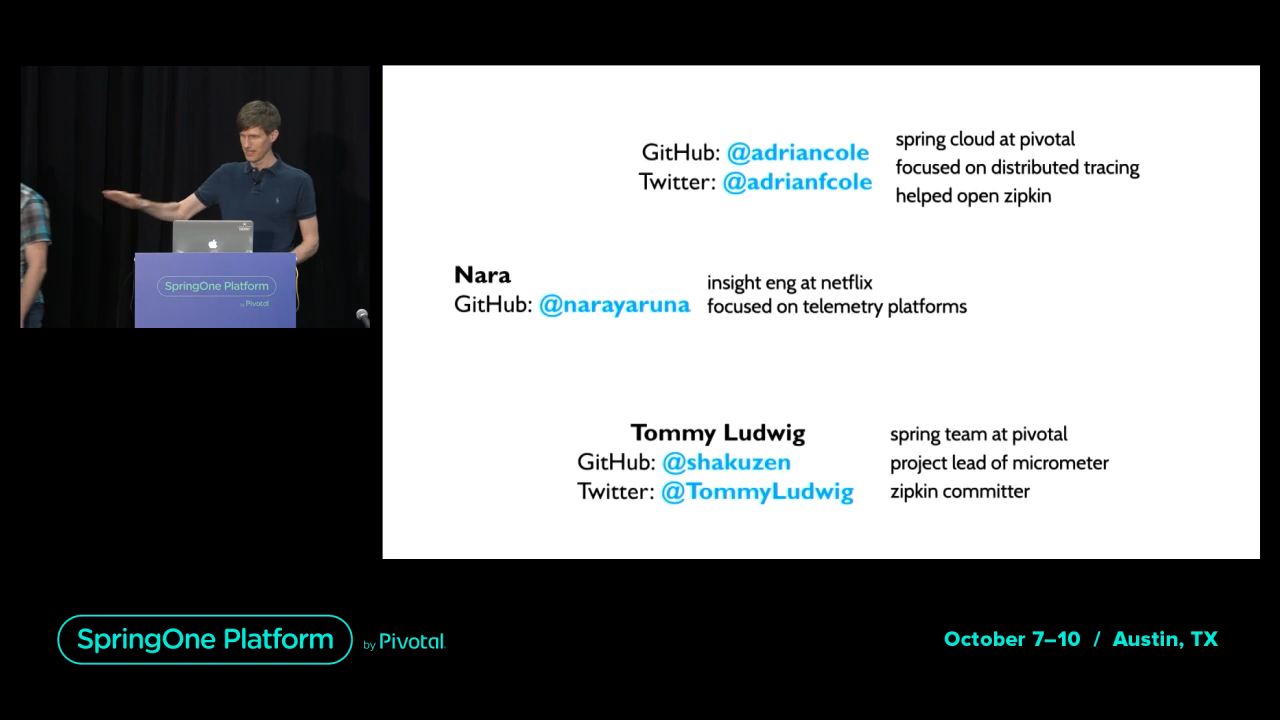 GitHub: @adriancole
Twitter: @adrianfcole
spring cloud at pivotal
focused on distributed tracing
helped open zipkin
Nara
GitHub: @narayaruna
insight eng at netflix
focused on telemetry platforms
Tommy Ludwig
GitHub: @shakuzen
Twitter: @TommyLudwig
spring team at pivotal
project lead of micrometer
zipkin committer
SpringOne Platform
by Pivotal
SpringOne Platform by Pivotal
October 7–10 / Austin, TX